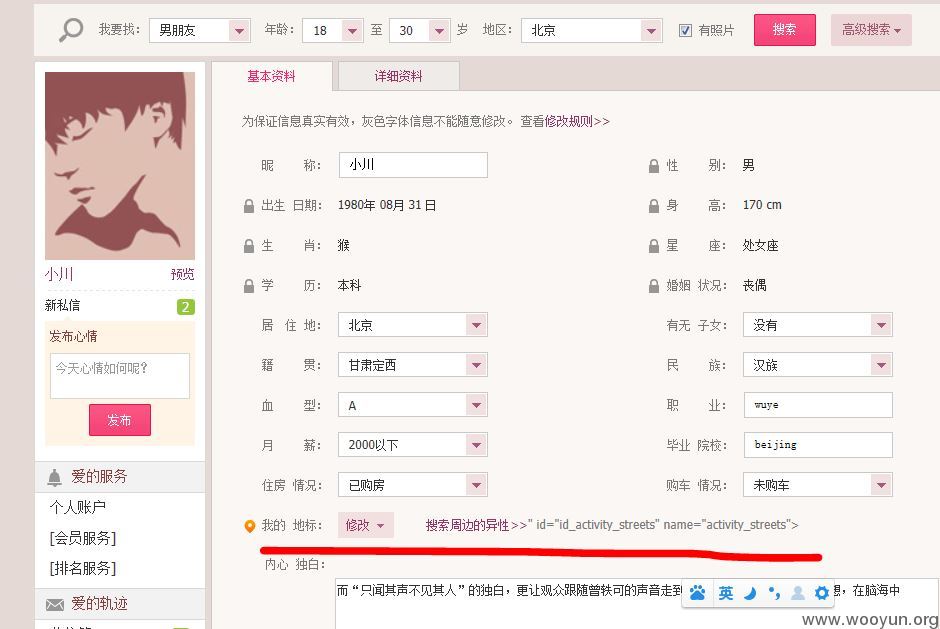 我要找： 男朋友 年龄： 18 至 30 岁 地区： 北京 有照片 搜索 高级搜索
基本资料 详细资料
为保证信息真实有效，灰色字体信息不能随意修改。查看修改规则>>
昵 称： 小川 性 别： 男
出生 日期： 1980年 08月 31 日 身 高： 170 cm
生 肖： 猴 星 座： 处女座
学 历： 本科 婚姻 状况： 丧偶
居 住 地： 北京 有无 子女： 没有
籍 贯： 甘肃定西 民 族： 汉族
血 型： A 职 业： wuye
月 薪： 2000以下 毕业 院校： beijing
住房 情况： 已购房 购车 情况： 未购车
我的 地标： 修改 搜索周边的异性>>" id="id_activity_streets" name="activity_streets">
内心 独白：
而“只闻其声不见其人”的独白，更让观众跟随曾轶可的声音走到
英
想，在脑海中
小川 预览
新私信 2
发布心情
今天心情如何呢?
发布
爱的服务
个人账户
[会员服务]
[排名服务]
爱的轨迹
www.wooyun.org